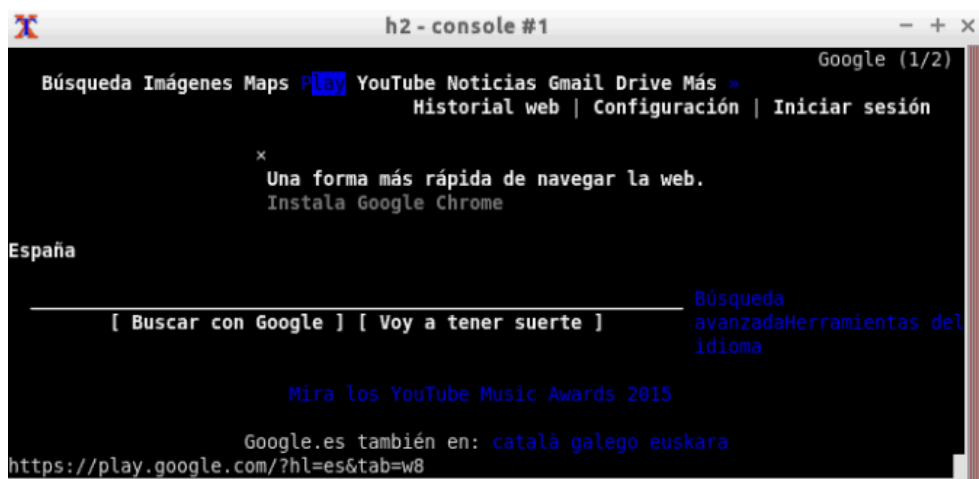 h2 - console #1
Google (1/2)
Búsqueda Imágenes Maps Play YouTube Noticias Gmail Drive Más »
Historial web | Configuración | Iniciar sesión
×
Una forma más rápida de navegar la web.
Instala Google Chrome
España
Búsqueda
[ Buscar con Google ] [ Voy a tener suerte ] avanzadaHerramientas del
idioma
Mira los YouTube Music Awards 2015
Google.es también en: català galego euskara
https://play.google.com/?hl=es&tab=w8